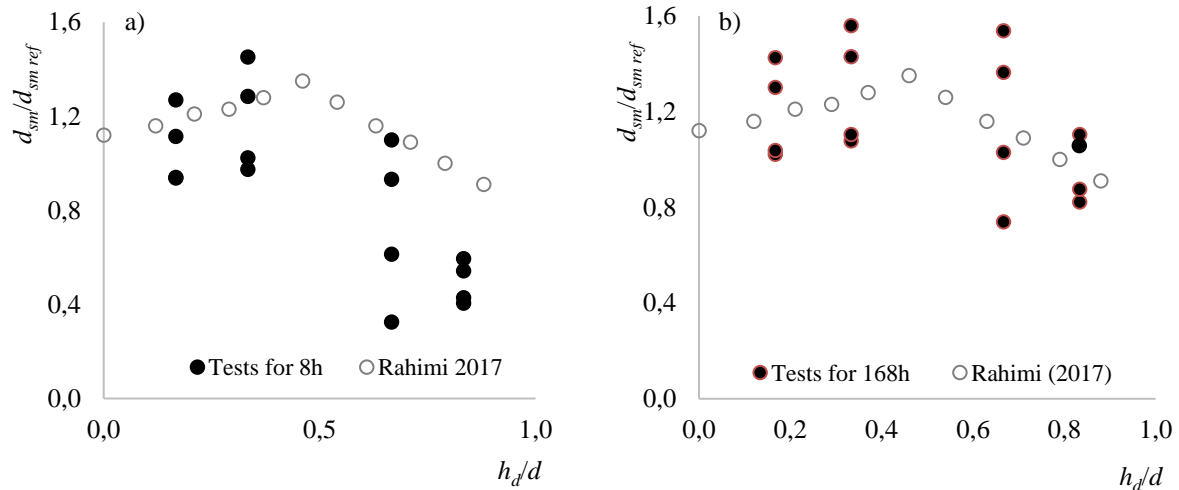 a)
1,6
1,2
0,8
0,4
0,0
d_sm/d_sm ref
Tests for 8h
Rahimi 2017
0,0 0,5 1,0
h_d/d
b)
1,6
1,2
0,8
0,4
0,0
d_sm/d_sm ref
Tests for 168h
Rahimi (2017)
0,0 0,2 0,4 0,6 0,8 1,0
h_d/d